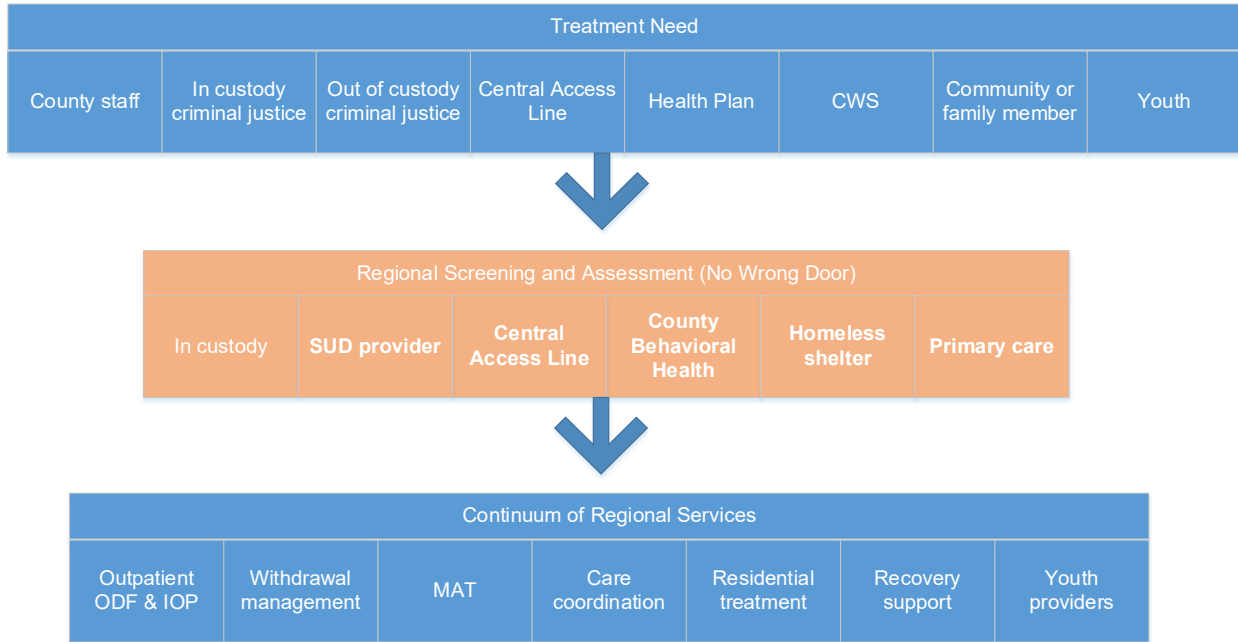 Treatment Need
County staff
In custody
criminal justice
Out of custody
criminal justice
Central Access
Line
Health Plan
CWS
Community or
family member
Youth
Regional Screening and Assessment (No Wrong Door)
In custody
SUD provider
Central
Access Line
County
Behavioral
Health
Homeless
shelter
Primary care
Continuum of Regional Services
Outpatient
ODF & IOP
Withdrawal
management
MAT
Care
coordination
Residential
treatment
Recovery
support
Youth
providers